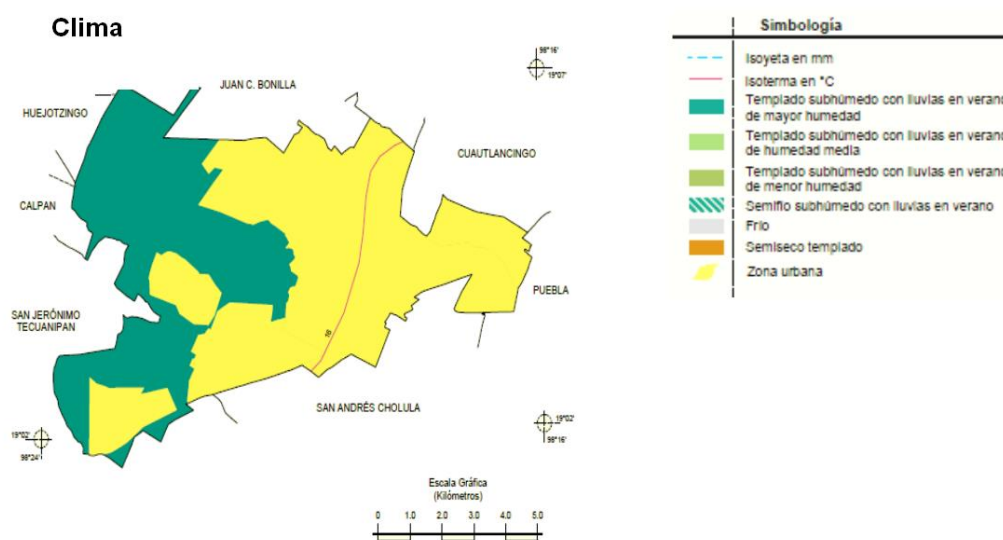 Clima
98°16'
19°07'
JUAN C. BONILLA
HUEJOTZINGO
CUAUTLANCINGO
CALPAN
PUEBLA
SAN JERÓNIMO
TECUANIPAN
16
SAN ANDRÉS CHOLULA
19°02'
98°16'
19°02'
98°24'
Escala Gráfica
(Kilómetros)
0 1.0 2.0 3.0 4.0 5.0
Simbología
Isoyeta en mm
Isoterma en °C
Templado subhúmedo con lluvias en verano
de mayor humedad
Templado subhúmedo con lluvias en verano
de humedad media
Templado subhúmedo con lluvias en verano
de menor humedad
Semifío subhúmedo con lluvias en verano
Frío
Semiseco templado
Zona urbana